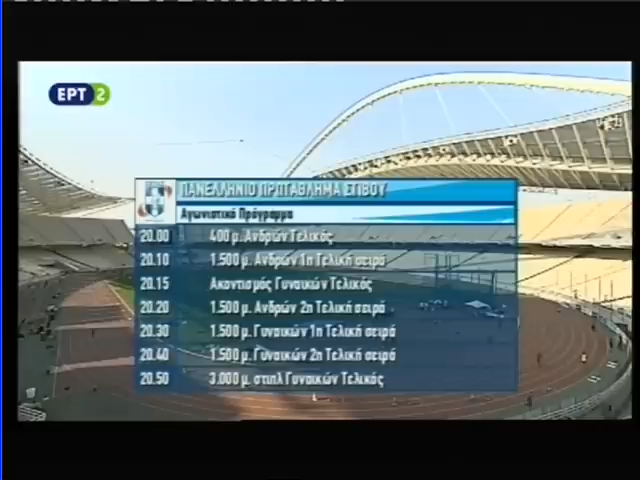 ΕΡΤ2
ΠΑΝΕΛΛΗΝΙΟ ΠΡΩΤΑΘΛΗΜΑ ΣΤΙΒΟΥ
Αγωνιστικό Πρόγραμμα
20.00 400 μ. Ανδρών Τελικός
20.10 1.500 μ. Ανδρών 1η Τελική σειρά
20.15 Ακοντισμός Γυναικών Τελικός
20.20 1.500 μ. Ανδρών 2η Τελική σειρά
20.30 1.500 μ. Γυναικών 1η Τελική σειρά
20.40 1.500 μ. Γυναικών 2η Τελική σειρά
20.50 3.000 μ. στιπλ Γυναικών Τελικός